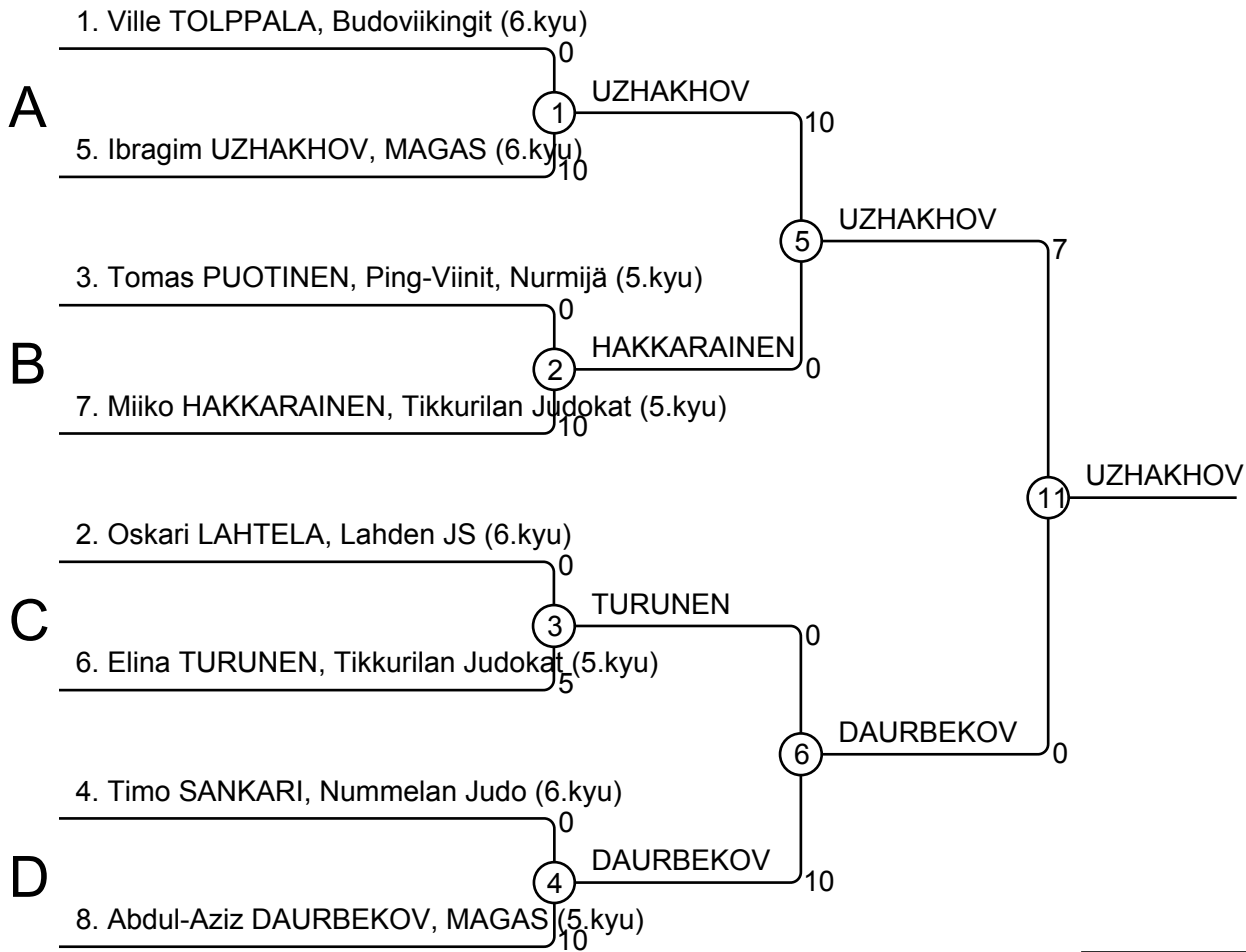 1. Ville TOLPPALA, Budoviikingit (6.kyu)
0
A
1
UZHAKHOV
10
5. Ibragim UZHAKHOV, MAGAS (6.kyu)
10
5
UZHAKHOV
7
3. Tomas PUOTINEN, Ping-Viinit, Nurmijä (5.kyu)
0
B
2
HAKKARAINEN
0
7. Miiko HAKKARAINEN, Tikkurilan Judokat (5.kyu)
10
11
UZHAKHOV
2. Oskari LAHTELA, Lahden JS (6.kyu)
0
C
3
TURUNEN
0
6. Elina TURUNEN, Tikkurilan Judokat (5.kyu)
5
6
DAURBEKOV
0
4. Timo SANKARI, Nummelan Judo (6.kyu)
0
D
4
DAURBEKOV
10
8. Abdul-Aziz DAURBEKOV, MAGAS (5.kyu)
10